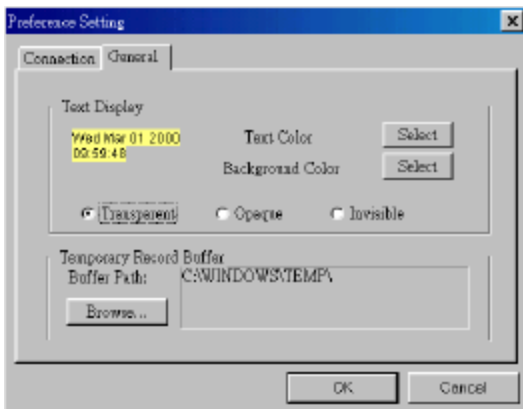 Preference Setting
Connection General
Text Display
Wed Mar 01 2000
09:59:48
Text Color Select
Background Color Select
Transparent Opaque Invisible
Temporary Record Buffer
Buffer Path: C:\WINDOWS\TEMP\
Browse...
OK Cancel